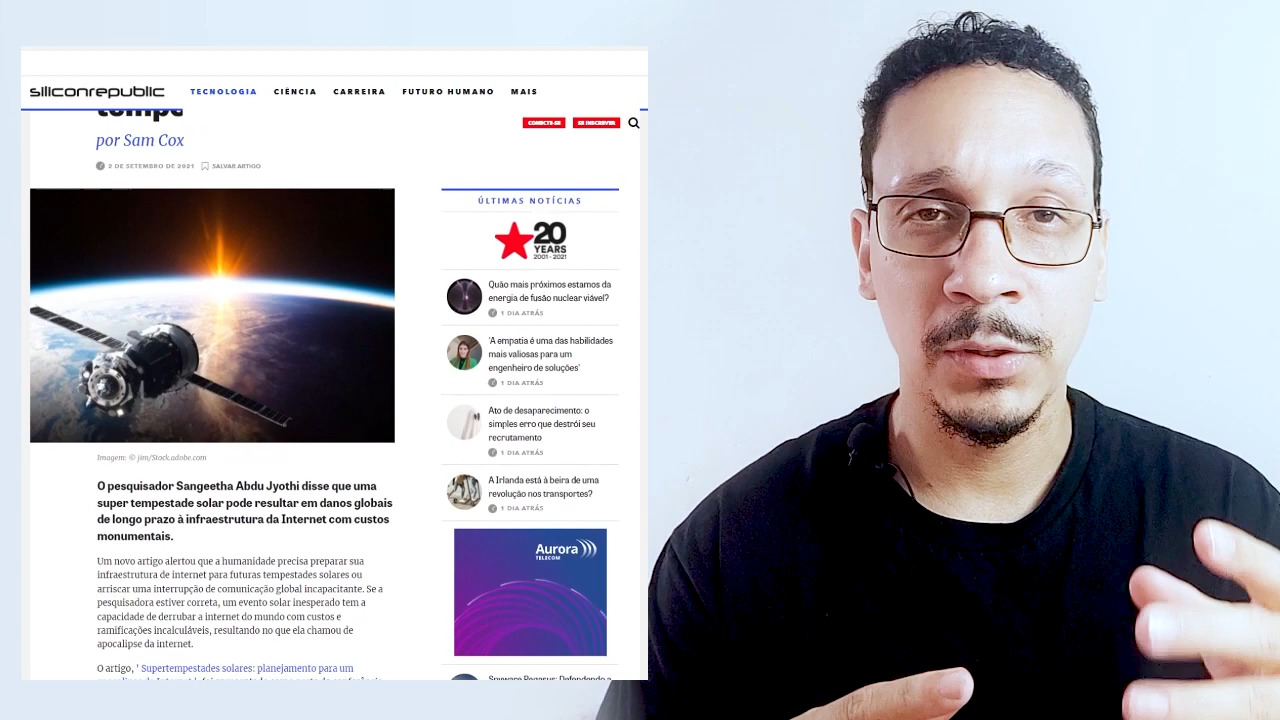 siliconrepublic
TECNOLOGIA CIÊNCIA CARREIRA FUTURO HUMANO MAIS
CONECTE-SE SE INSCREVER
por Sam Cox
2 DE SETEMBRO DE 2021 SALVAR ARTIGO
Imagem: © jim/Stock.adobe.com
O pesquisador Sangeetha Abdu Jyothi disse que uma
super tempestade solar pode resultar em danos globais
de longo prazo à infraestrutura da Internet com custos
monumentais.
Um novo artigo alertou que a humanidade precisa preparar sua
infraestrutura de internet para futuras tempestades solares ou
arriscar uma interrupção de comunicação global incapacitante. Se a
pesquisadora estiver correta, um evento solar inesperado tem a
capacidade de derrubar a internet do mundo com custos e
ramificações incalculáveis, resultando no que ela chamou de
apocalipse da internet.
O artigo, ' Supertempestades solares: planejamento para um
ÚLTIMAS NOTÍCIAS
20
YEARS
2001 - 2021
Quão mais próximos estamos da
energia de fusão nuclear viável?
1 DIA ATRÁS
'A empatia é uma das habilidades
mais valiosas para um
engenheiro de soluções'
1 DIA ATRÁS
Ato de desaparecimento: o
simples erro que destrói seu
recrutamento
1 DIA ATRÁS
A Irlanda está à beira de uma
revolução nos transportes?
1 DIA ATRÁS
Aurora
TELECOM
Spyware Pegasus: Defendendo a